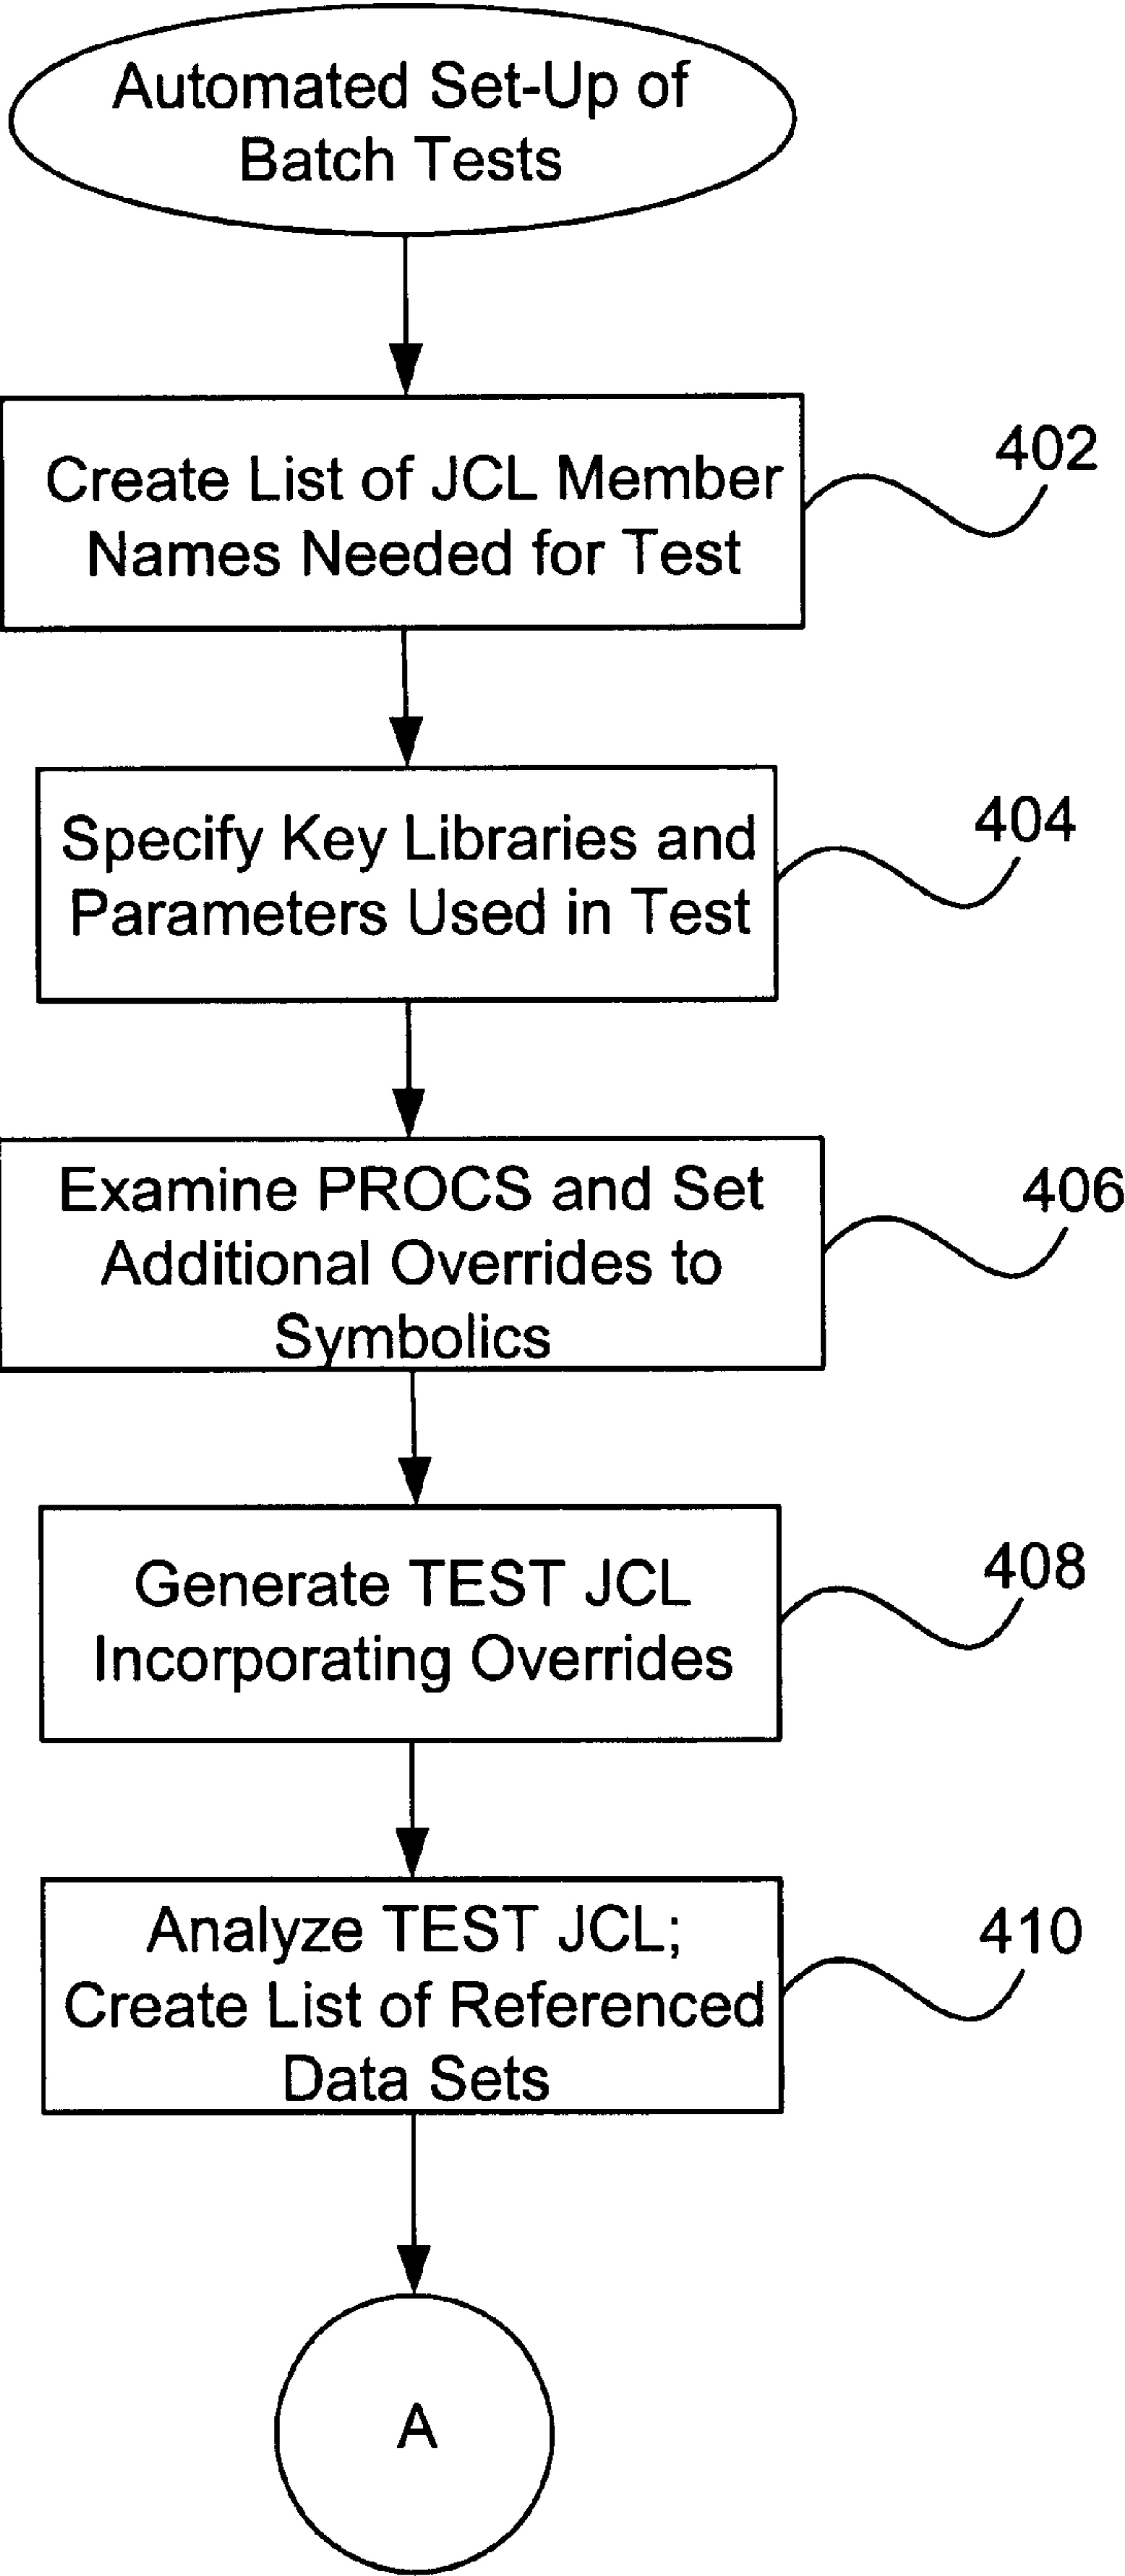 Automated Set-Up of
Batch Tests
Create List of JCL Member
Names Needed for Test
402
Specify Key Libraries and
Parameters Used in Test
404
Examine PROCS and Set
Additional Overrides to
Symbolics
406
Generate TEST JCL
Incorporating Overrides
408
Analyze TEST JCL;
Create List of Referenced
Data Sets
410
A